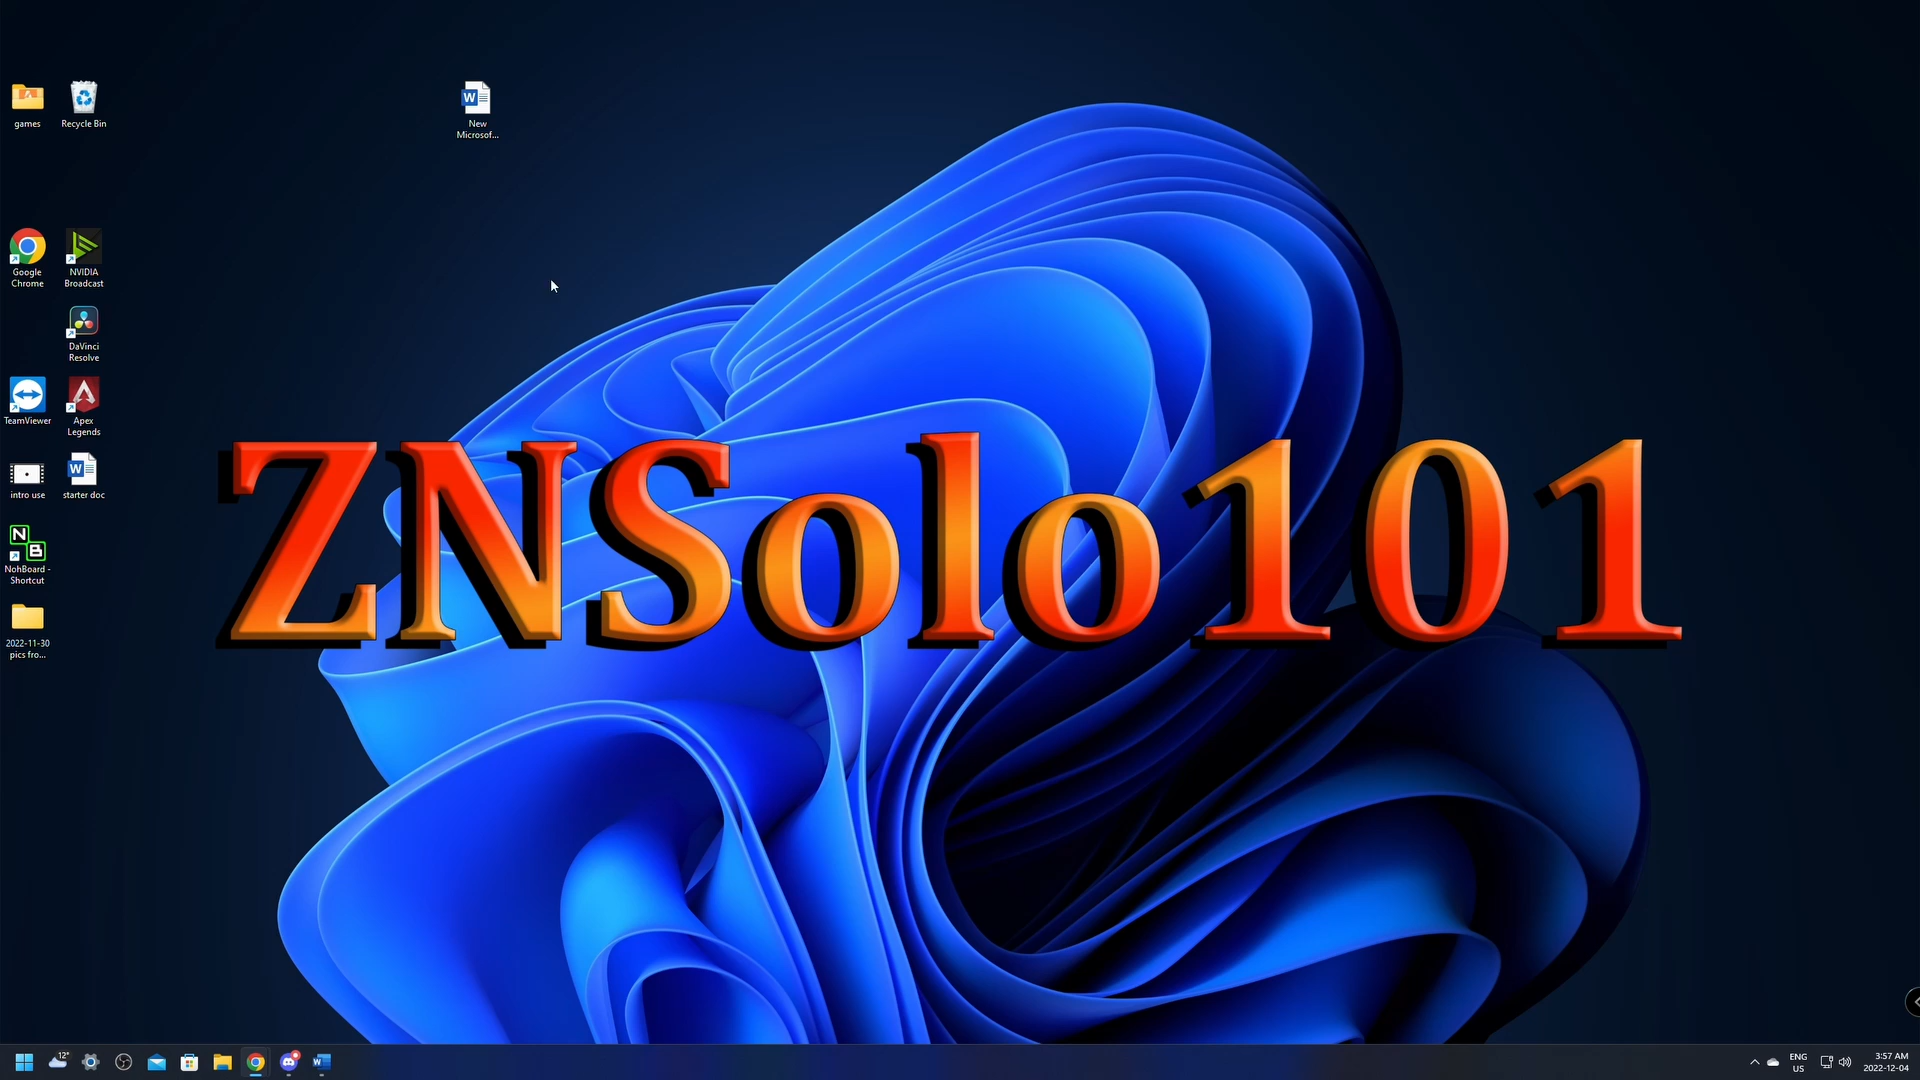 games
Recycle Bin
New
Microsof...
Google
Chrome
NVIDIA
Broadcast
DaVinci
Resolve
TeamViewer
Apex
Legends
ZNSolo101
intro use
starter doc
NohBoard -
Shortcut
2022-11-30
pics fro...
12°
ENG
US
3:57 AM
2022-12-04